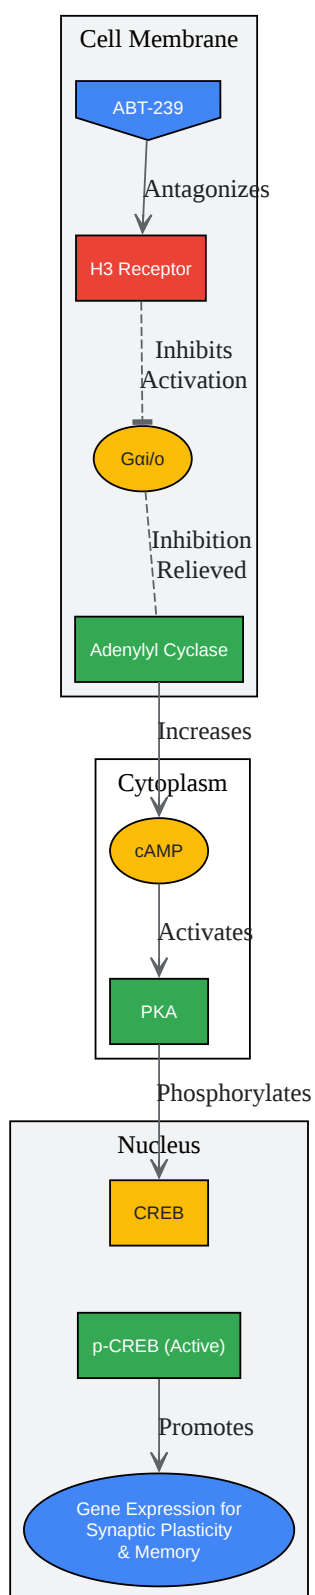 Cell Membrane
ABT-239
Antagonizes
H3 Receptor
Inhibits
Activation
Gαi/o
Inhibition
Relieved
Adenylyl Cyclase
Increases
Cytoplasm
cAMP
Activates
PKA
Phosphorylates
Nucleus
CREB
p-CREB (Active)
Promotes
Gene Expression for
Synaptic Plasticity
& Memory